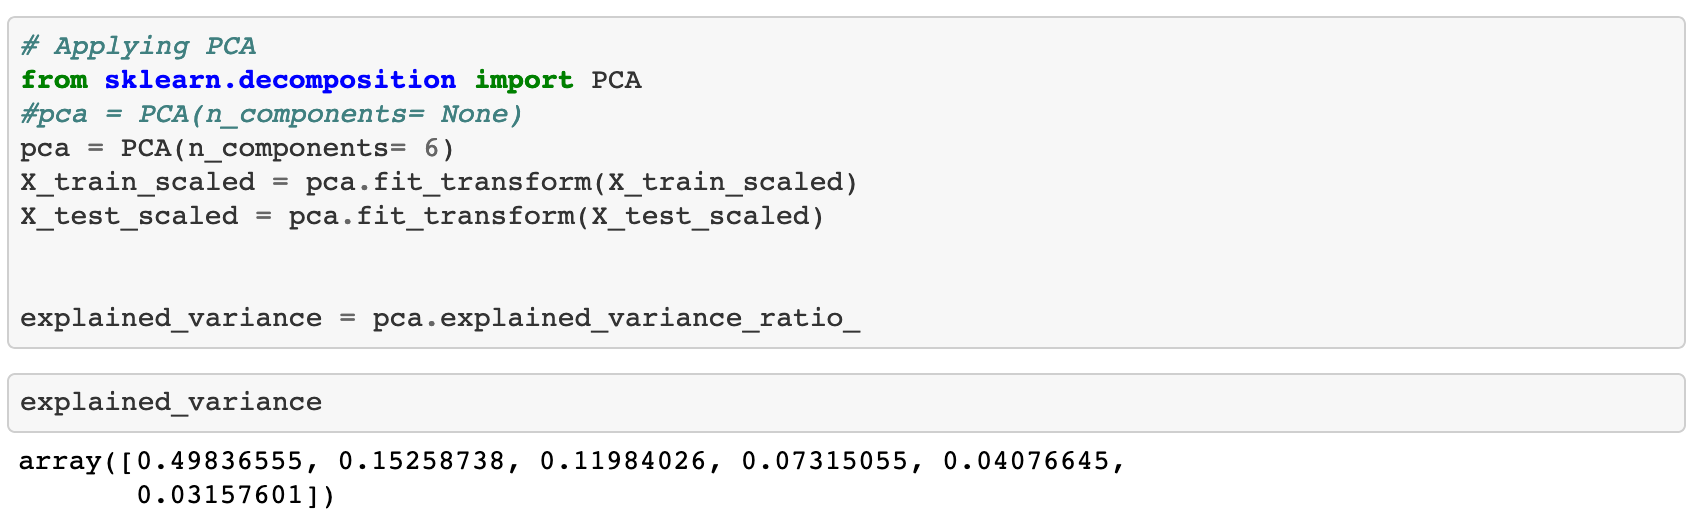 # Applying PCA
from sklearn.decomposition import PCA
#pca = PCA(n_components= None)
pca = PCA(n_components= 6)
X_train_scaled = pca.fit_transform(X_train_scaled)
X_test_scaled = pca.fit_transform(X_test_scaled)
explained_variance = pca.explained_variance_ratio_
explained_variance
array([0.49836555, 0.15258738, 0.11984026, 0.07315055, 0.04076645,
       0.03157601])